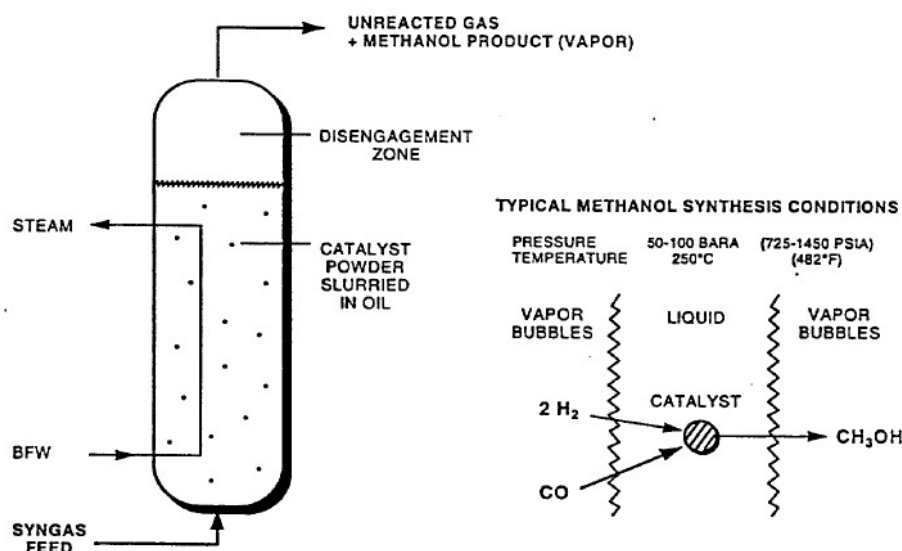 UNREACTED GAS
+ METHANOL PRODUCT (VAPOR)
DISENGAGEMENT
ZONE
STEAM
CATALYST
POWDER
SLURRIED
IN OIL
BFW
SYNGAS
FEED
TYPICAL METHANOL SYNTHESIS CONDITIONS
PRESSURE 50-100 BARA (725-1450 PSIA)
TEMPERATURE 250°C (482°F)
VAPOR LIQUID VAPOR
BUBBLES BUBBLES
2 H₂ CATALYST
CH₃OH
CO